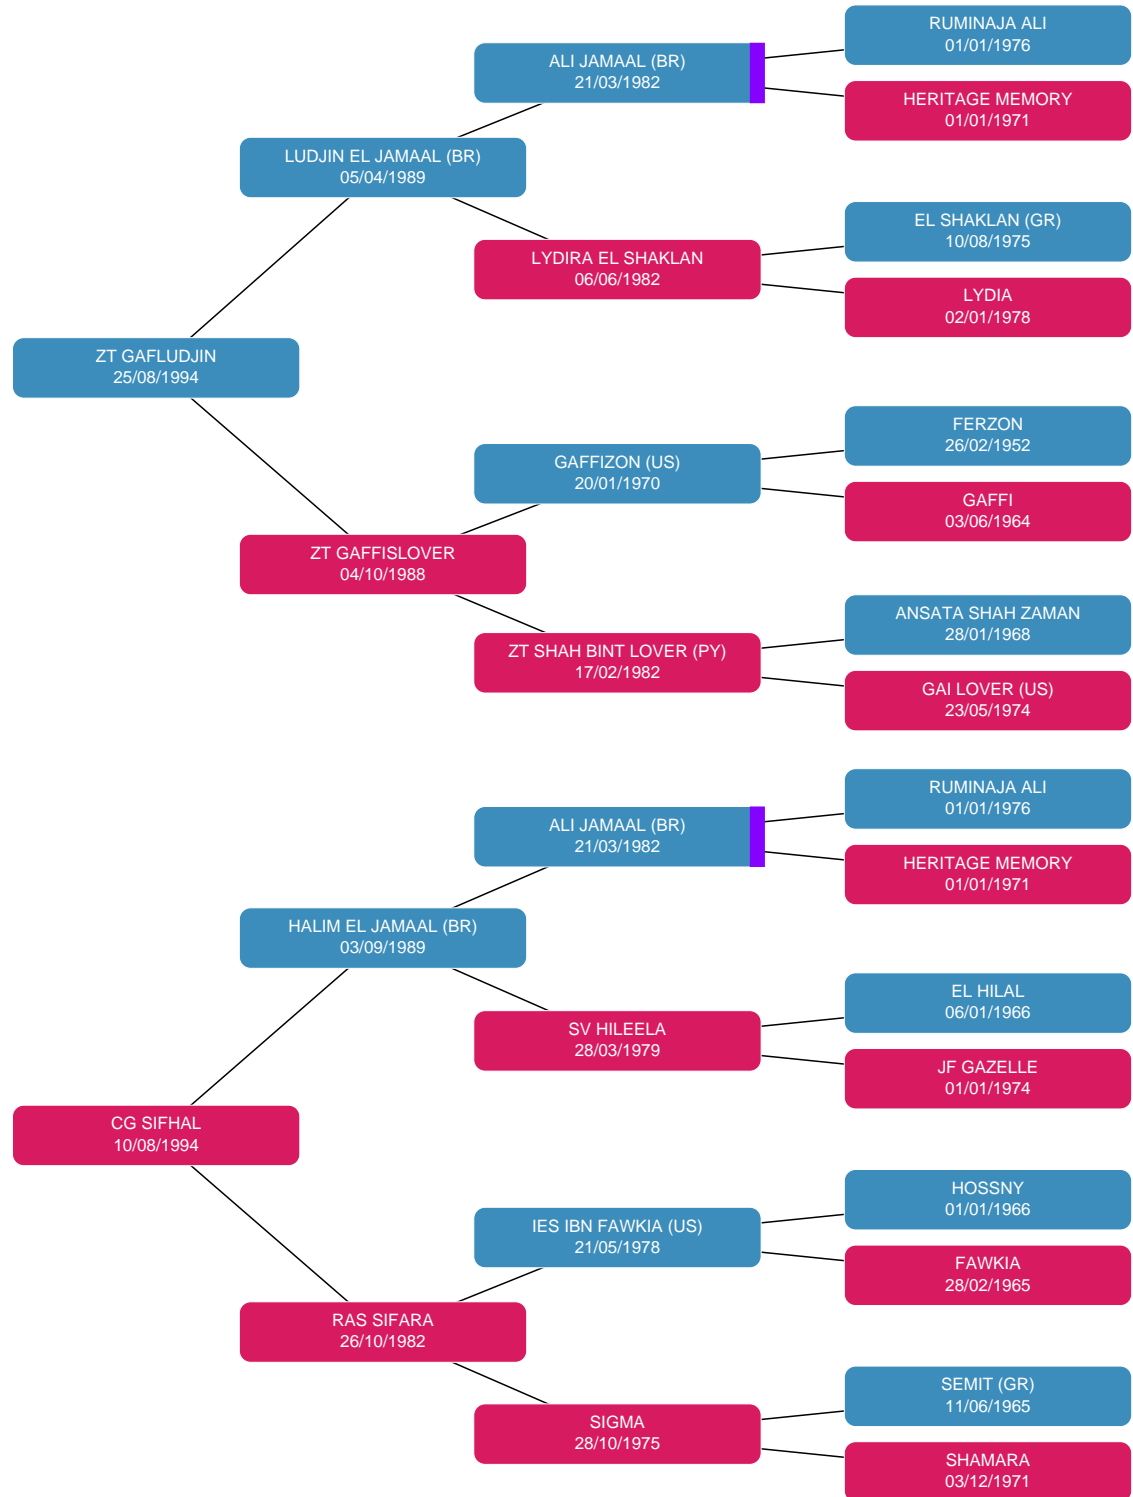 RUMINAJA ALI
01/01/1976
ALI JAMAAL (BR)
21/03/1982
HERITAGE MEMORY
01/01/1971
LUDJIN EL JAMAAL (BR)
05/04/1989
EL SHAKLAN (GR)
10/08/1975
LYDIRA EL SHAKLAN
06/06/1982
LYDIA
02/01/1978
ZT GAFLUDJIN
25/08/1994
FERZON
26/02/1952
GAFFIZON (US)
20/01/1970
GAFFI
03/06/1964
ZT GAFFISLOVER
04/10/1988
ANSATA SHAH ZAMAN
28/01/1968
ZT SHAH BINT LOVER (PY)
17/02/1982
GAI LOVER (US)
23/05/1974
RUMINAJA ALI
01/01/1976
ALI JAMAAL (BR)
21/03/1982
HERITAGE MEMORY
01/01/1971
HALIM EL JAMAAL (BR)
03/09/1989
EL HILAL
06/01/1966
SV HILEELA
28/03/1979
JF GAZELLE
01/01/1974
CG SIFHAL
10/08/1994
HOSSNY
01/01/1966
IES IBN FAWKIA (US)
21/05/1978
FAWKIA
28/02/1965
RAS SIFARA
26/10/1982
SEMIT (GR)
11/06/1965
SIGMA
28/10/1975
SHAMARA
03/12/1971